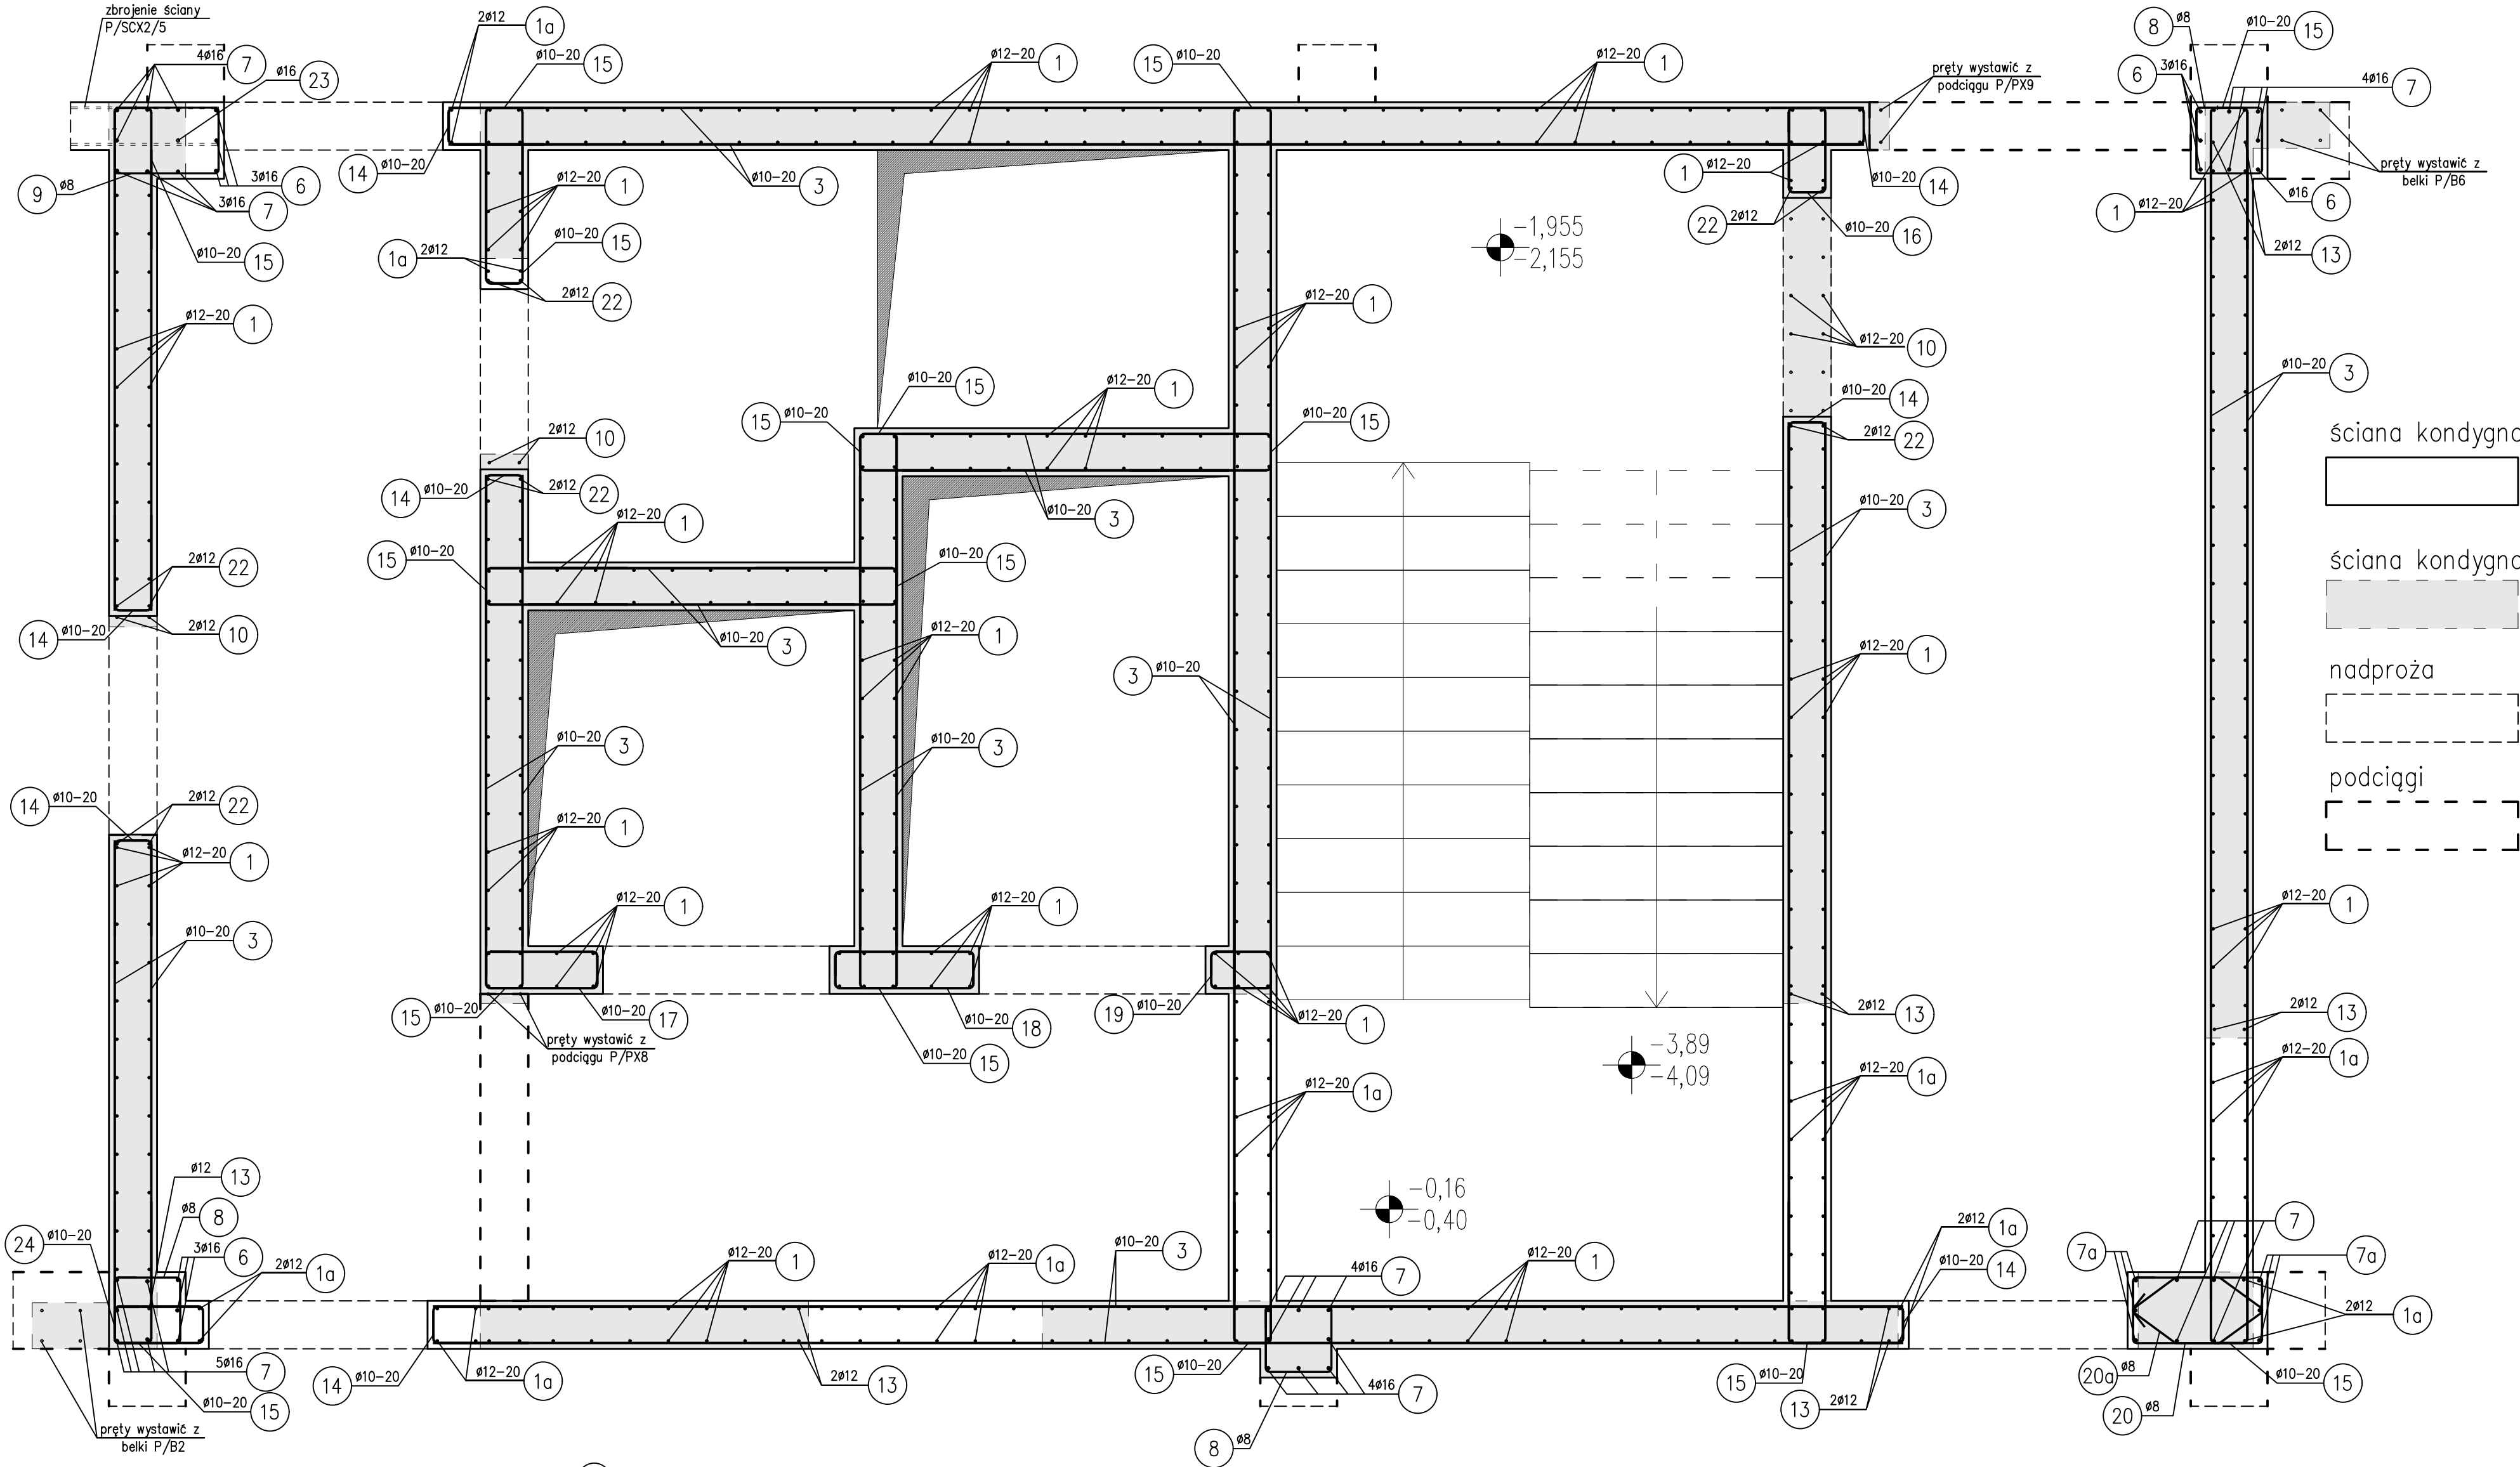 zbrojenie ściany
P/SCX2/5
4ø16 7
ø16 23
2ø12 1a
ø10-20 15
ø12-20 1
15 ø10-20
ø12-20 1
pręty wystawić z
podciągu P/PX9
8 ø8
ø10-20 15
6 3ø16
4ø16 7
9 ø8
3ø16 6
3ø16 7
14 ø10-20
ø12-20 1
ø10-20 3
1 ø12-20
ø10-20 14
pręty wystawić z
belki P/B6
1 ø12-20
ø16 6
ø10-20 15
1a 2ø12
ø10-20 15
2ø12 22
-1,955
-2,155
22 2ø12
ø10-20 16
2ø12 13
ø12-20 1
ø12-20 1
ø12-20 10
ø10-20 15
ø12-20 1
ø10-20 3
15 ø10-20
ø10-20 15
ø10-20 14
2ø12 22
2ø12 10
14 ø10-20
2ø12 22
ściana kondygna
ø12-20 1
ø10-20 3
ø10-20 3
15 ø10-20
ø10-20 15
2ø12 22
ściana kondygna
14 ø10-20
2ø12 10
ø10-20 3
ø12-20 1
3 ø10-20
ø12-20 1
nadproża
ø10-20 3
ø10-20 3
podciągi
14 ø10-20
2ø12 22
ø12-20 1
ø12-20 1
ø10-20 3
ø12-20 1
ø12-20 1
ø12-20 1
15 ø10-20
ø10-20 17
ø10-20 18
19 ø10-20
ø12-20 1
2ø12 13
2ø12 13
pręty wystawić z
podciągu P/PX8
ø10-20 15
-3,89
-4,09
ø12-20 1a
ø12-20 1a
ø12-20 1a
ø12 13
ø8 8
24 ø10-20
3ø16 6
2ø12 1a
-0,16
-0,40
ø12-20 1
ø12-20 1a
ø10-20 3
4ø16 7
ø12-20 1
2ø12 1a
ø10-20 14
7
7a
7a
2ø12 1a
5ø16 7
ø10-20 15
14 ø10-20
ø12-20 1a
2ø12 13
15 ø10-20
4ø16 7
15 ø10-20
13 2ø12
20a ø8
ø10-20 15
20 ø8
pręty wystawić z
belki P/B2
8 ø8